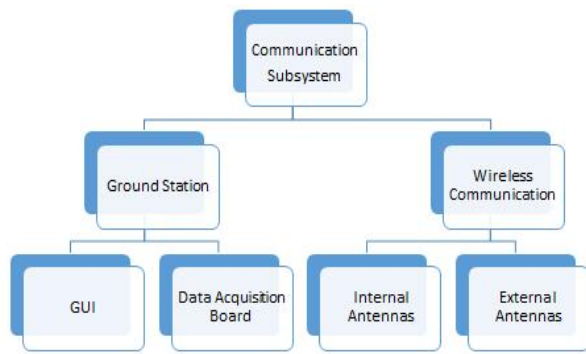 Communication
Subsystem
Ground Station
Wireless
Communication
GUI
Data Acquisition
Board
Internal
Antennas
External
Antennas